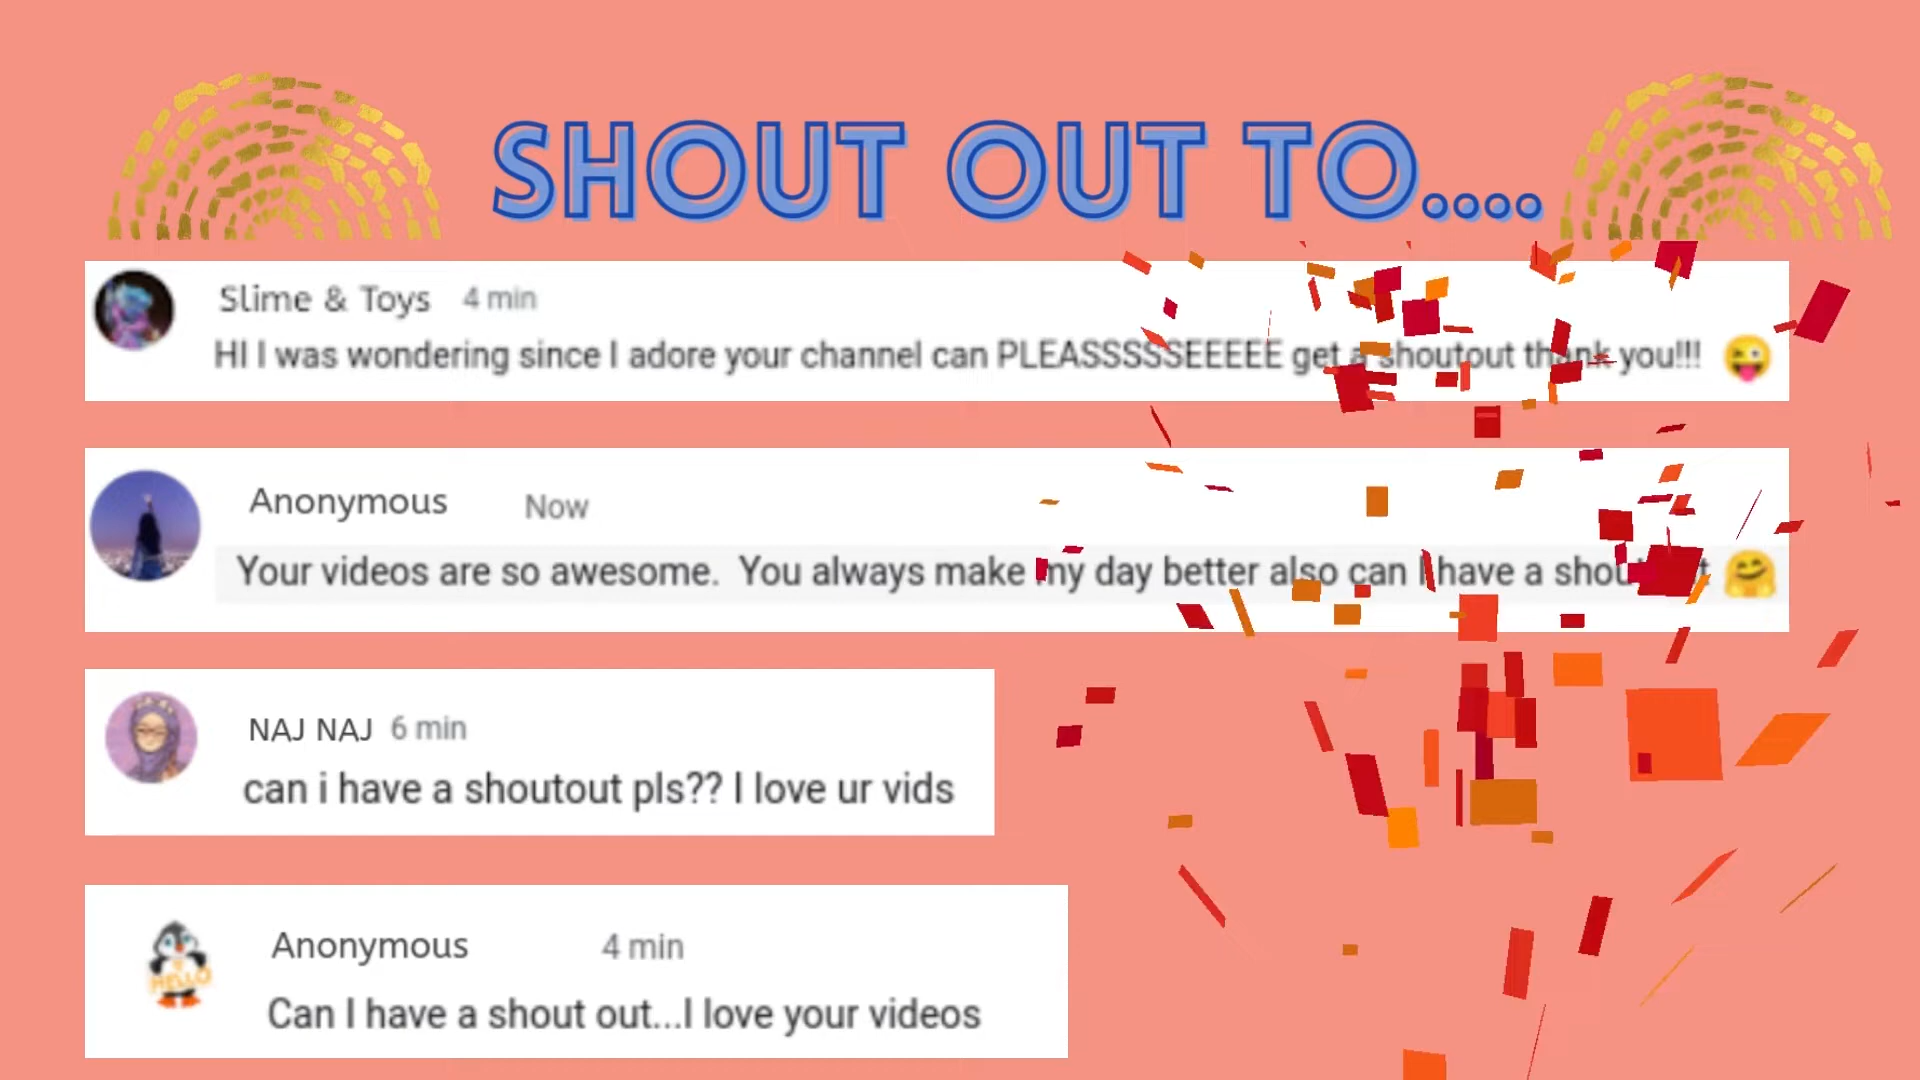 SHOUT OUT TO....
Slime & Toys 4 min
HI I was wondering since I adore your channel can PLEASSSSSEEEEE get a shoutout thank you!!! 😜
Anonymous Now
Your videos are so awesome. You always make my day better also can I have a 🤗
NAJ NAJ 6 min
can i have a shoutout pls?? I love ur vids
HELLO
Anonymous 4 min
Can I have a shout out...I love your videos